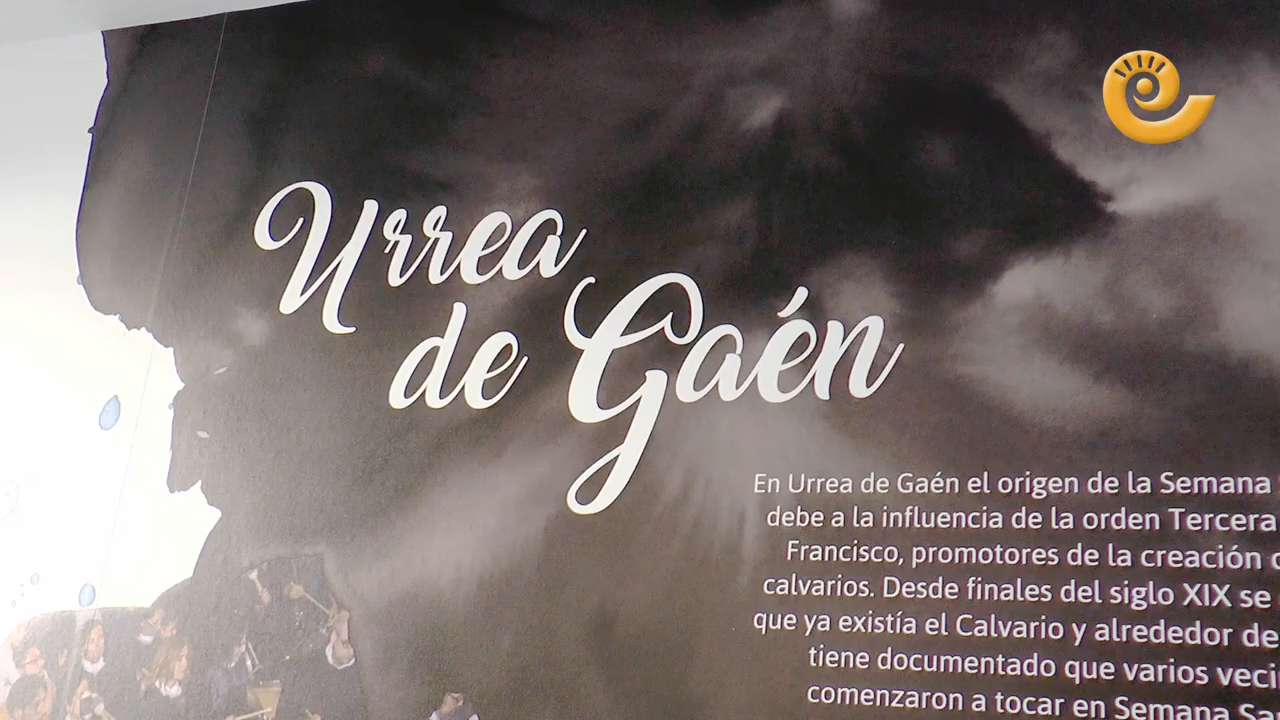 Urrea
de Gaén
En Urrea de Gaén el origen de la Semana
debe a la influencia de la orden Tercera
Francisco, promotores de la creación
calvarios. Desde finales del siglo XIX se
que ya existía el Calvario y alrededor de
tiene documentado que varios veci
comenzaron a tocar en Semana Sa